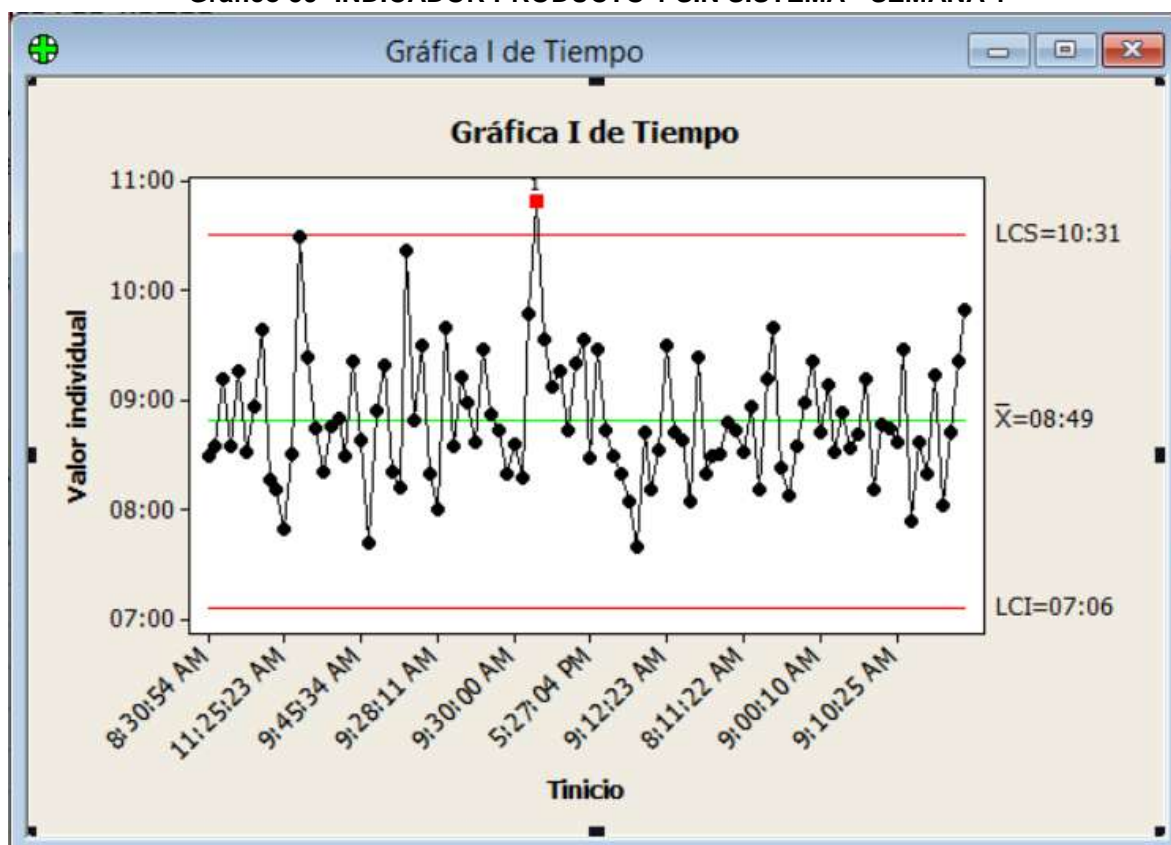 Gráfica I de Tiempo
Gráfica I de Tiempo
11:00
10:00
09:00
08:00
07:00
Valor individual
1
LCS=10:31
X̅=08:49
LCI=07:06
8:30:54 AM
11:25:23 AM
9:45:34 AM
9:28:11 AM
9:30:00 AM
5:27:04 PM
9:12:23 AM
8:11:22 AM
9:00:10 AM
9:10:25 AM
Tinicio